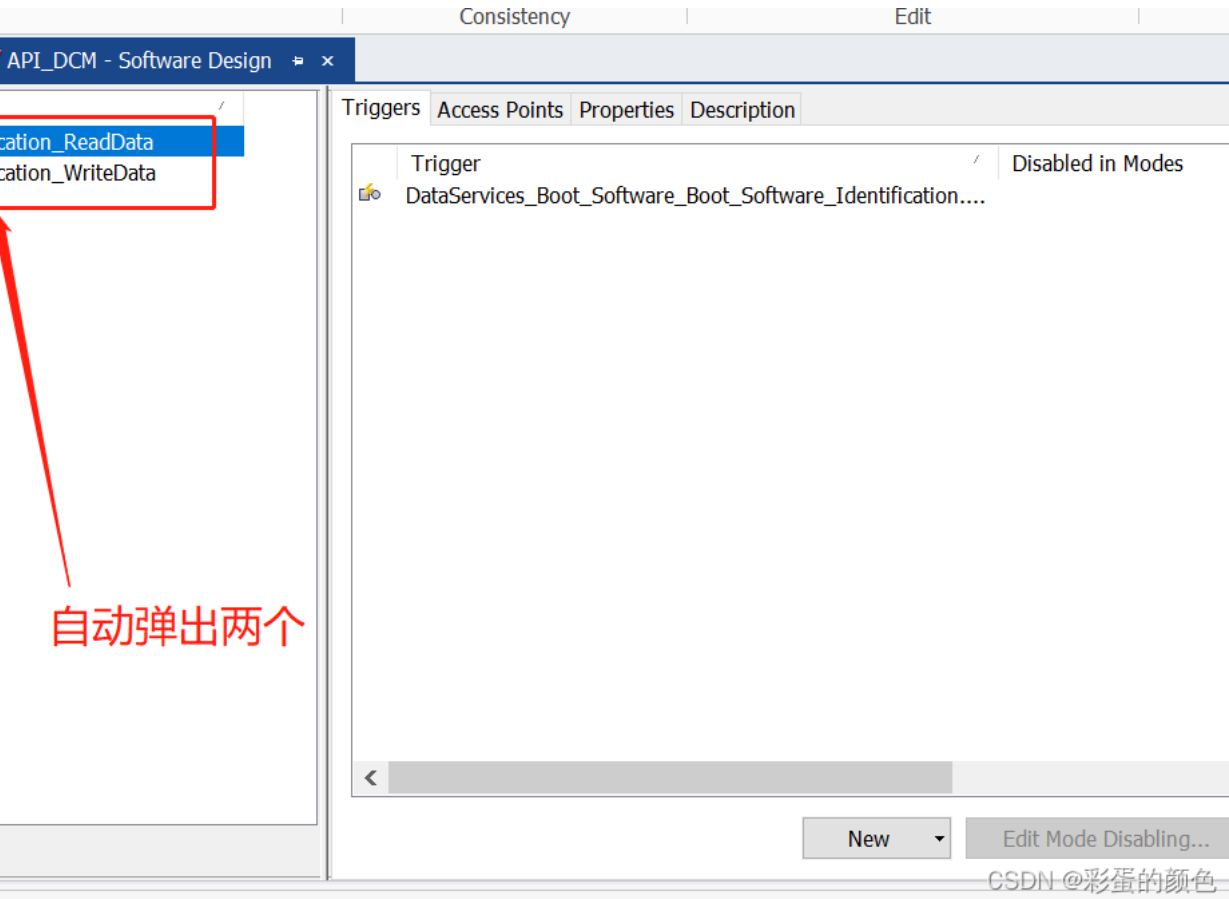 Consistency Edit
API_DCM - Software Design
Triggers Access Points Properties Description
cation_ReadData
cation_WriteData
Trigger Disabled in Modes
DataServices_Boot_Software_Boot_Software_Identification....
自动弹出两个
New Edit Mode Disabling...
CSDN @彩蛋的颜色